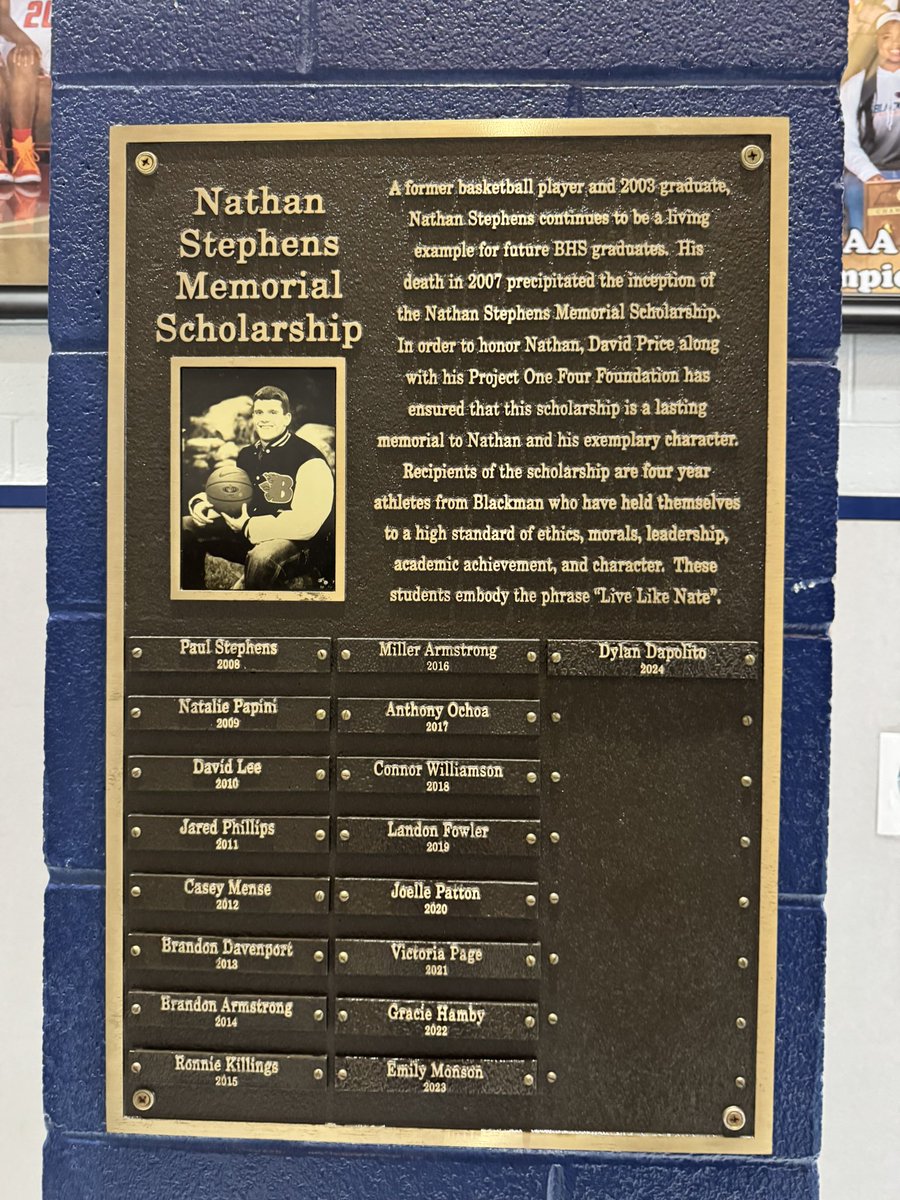 Nathan
Stephens
Memorial
Scholarship
A former basketball player and 2003 graduate,
Nathan Stephens continues to be a living
example for future BHS graduates. His
death in 2007 precipitated the inception of
the Nathan Stephens Memorial Scholarship.
In order to honor Nathan, David Price along
with his Project One Four Foundation has
ensured that this scholarship is a lasting
memorial to Nathan and his exemplary character.
Recipients of the scholarship are four year
athletes from Blackman who have held themselves
to a high standard of ethics, morals, leadership,
academic achievement, and character. These
students embody the phrase "Live Like Nate".
B
Paul Stephens
2008
Natalie Papini
2009
David Lee
2010
Jared Phillips
2011
Casey Mense
2012
Brandon Davenport
2013
Brandon Armstrong
2014
Ronnie Killings
2015
Miller Armstrong
2016
Anthony Ochoa
2017
Connor Williamson
2018
Landon Fowler
2019
Joelle Patton
2020
Victoria Page
2021
Gracie Hamby
2022
Emily Monson
2023
Dylan Dapolito
2024
20
AA
mpio